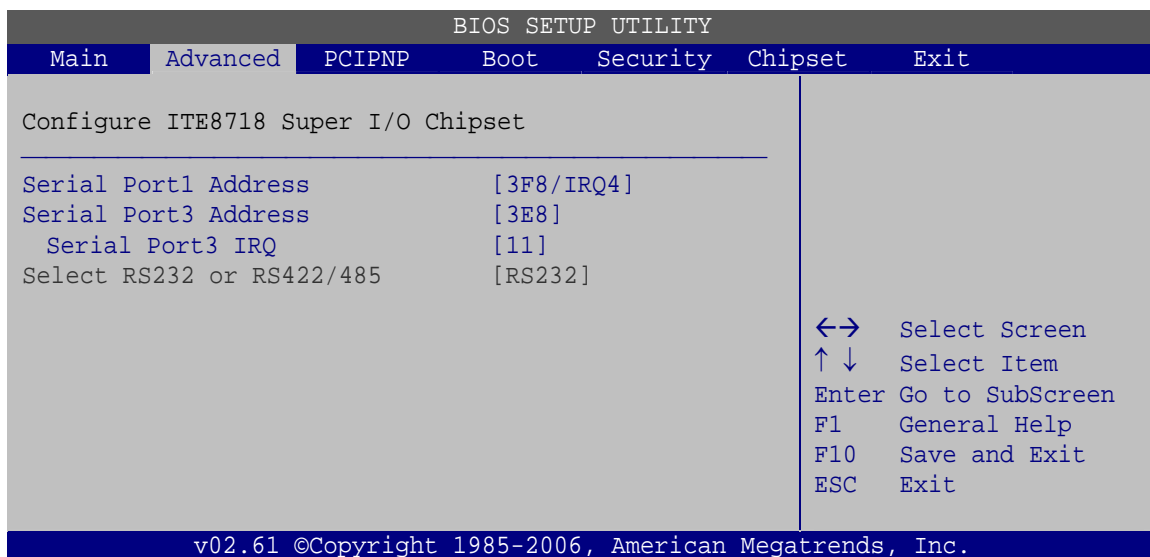 BIOS SETUP UTILITY
Main Advanced PCIPNP Boot Security Chipset Exit
Configure ITE8718 Super I/O Chipset
Serial Port1 Address [3F8/IRQ4]
Serial Port3 Address [3E8]
Serial Port3 IRQ [11]
Select RS232 or RS422/485 [RS232]
←→ Select Screen
↑ ↓ Select Item
Enter Go to SubScreen
F1 General Help
F10 Save and Exit
ESC Exit
v02.61 ©Copyright 1985-2006, American Megatrends, Inc.